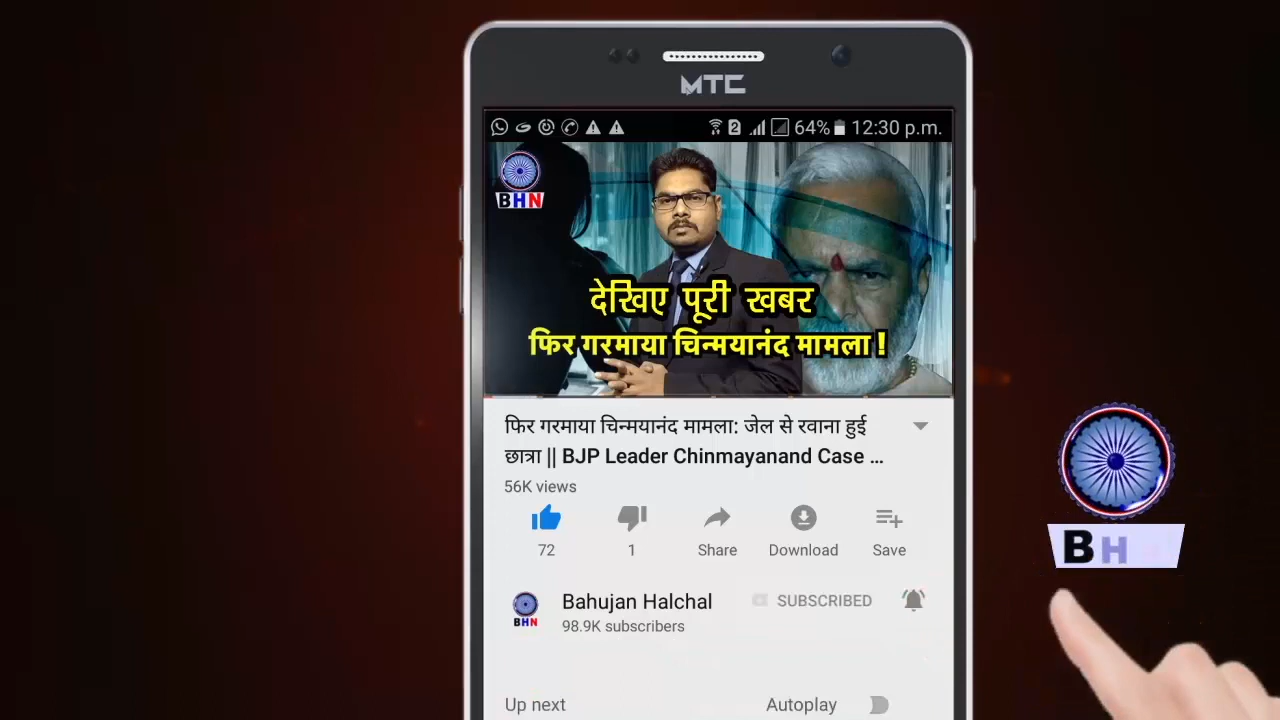 MTC
2 64% 12:30 p.m.
BHN
देखिए पूरी खबर
फिर गरमाया चिन्मयानंद मामला !
फिर गरमाया चिन्मयानंद मामला: जेल से रवाना हुई
छात्रा || BJP Leader Chinmayanand Case ...
56K views
72 1 Share Download Save
Bahujan Halchal SUBSCRIBED
BHN
98.9K subscribers
Up next Autoplay
B H